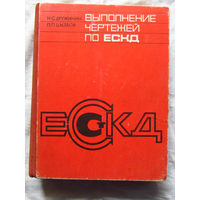 Н.С.ДРУЖИНИН
П.П.ЦЫЛБОВ
ВЫПОЛНЕНИЕ
ЧЕРТЕЖЕЙ
ПО ЕСКД
ЕСКД